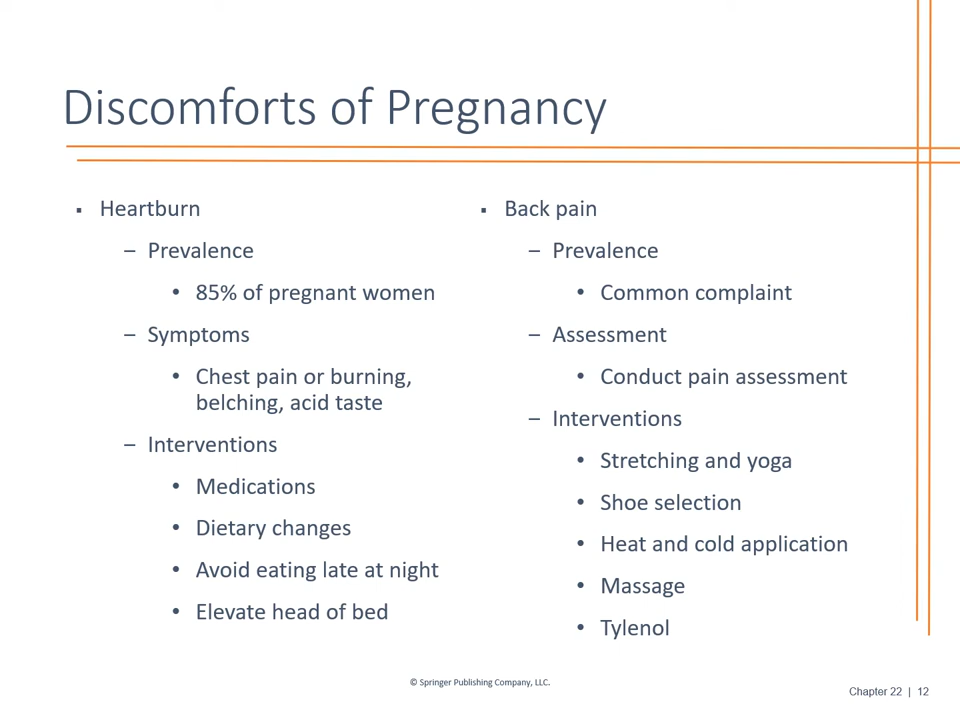 Discomforts of Pregnancy
▪ Heartburn
– Prevalence
• 85% of pregnant women
– Symptoms
• Chest pain or burning,
belching, acid taste
– Interventions
• Medications
• Dietary changes
• Avoid eating late at night
• Elevate head of bed
▪ Back pain
– Prevalence
• Common complaint
– Assessment
• Conduct pain assessment
– Interventions
• Stretching and yoga
• Shoe selection
• Heat and cold application
• Massage
• Tylenol
© Springer Publishing Company, LLC.
Chapter 22 | 12